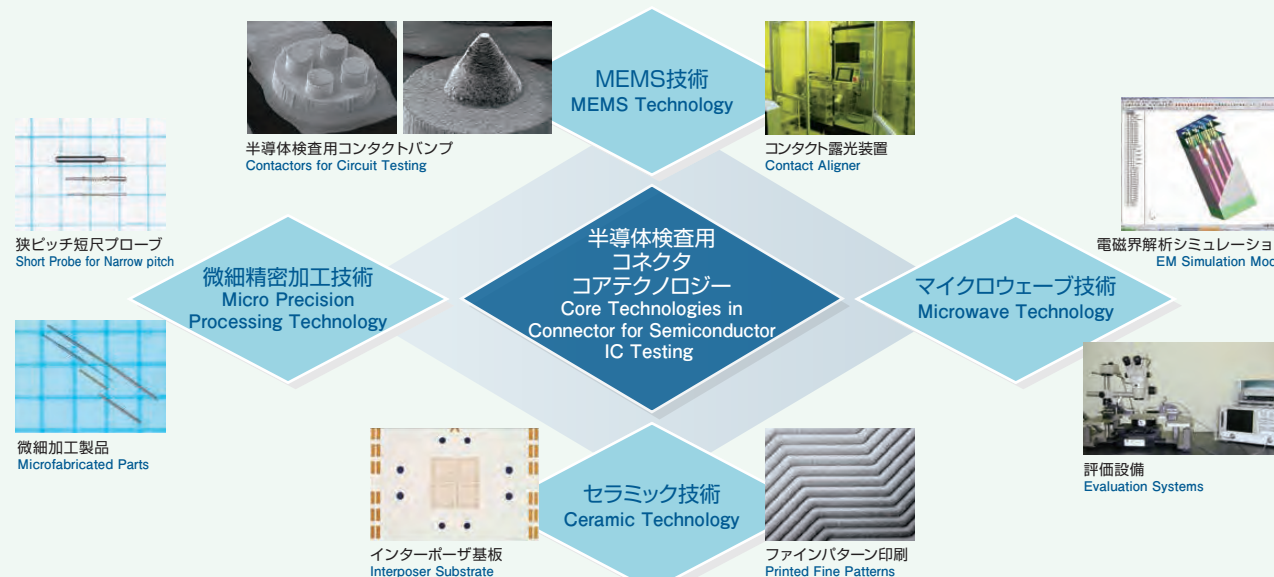 MEMS技術
MEMS Technology
半導体検査用コンタクトバンプ
Contactors for Circuit Testing
コンタクト露光装置
Contact Aligner
狭ピッチ短尺プローブ
Short Probe for Narrow pitch
微細精密加工技術
Micro Precision
Processing Technology
半導体検査用
コネクタ
コアテクノロジー
Core Technologies in
Connector for Semiconductor
IC Testing
マイクロウェーブ技術
Microwave Technology
電磁界解析シミュレーショ
EM Simulation
微細加工製品
Microfabricated Parts
評価設備
Evaluation Systems
セラミック技術
Ceramic Technology
インターポーザ基板
Interposer Substrate
ファインパターン印刷
Printed Fine Patterns